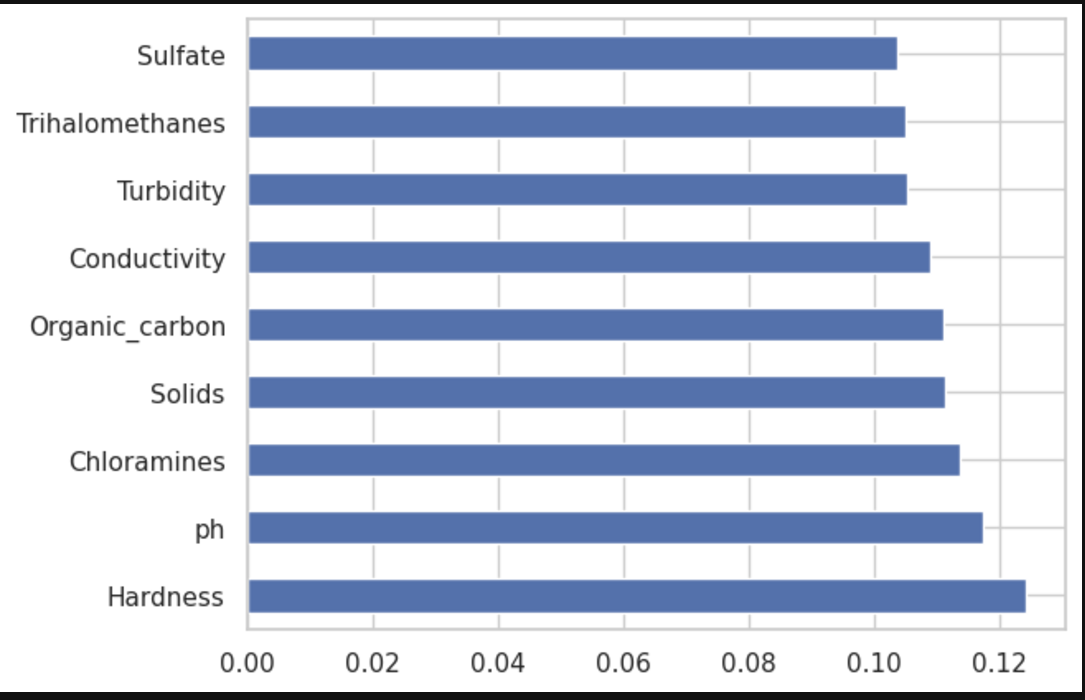 Sulfate
Trihalomethanes
Turbidity
Conductivity
Organic_carbon
Solids
Chloramines
ph
Hardness
0.00 0.02 0.04 0.06 0.08 0.10 0.12